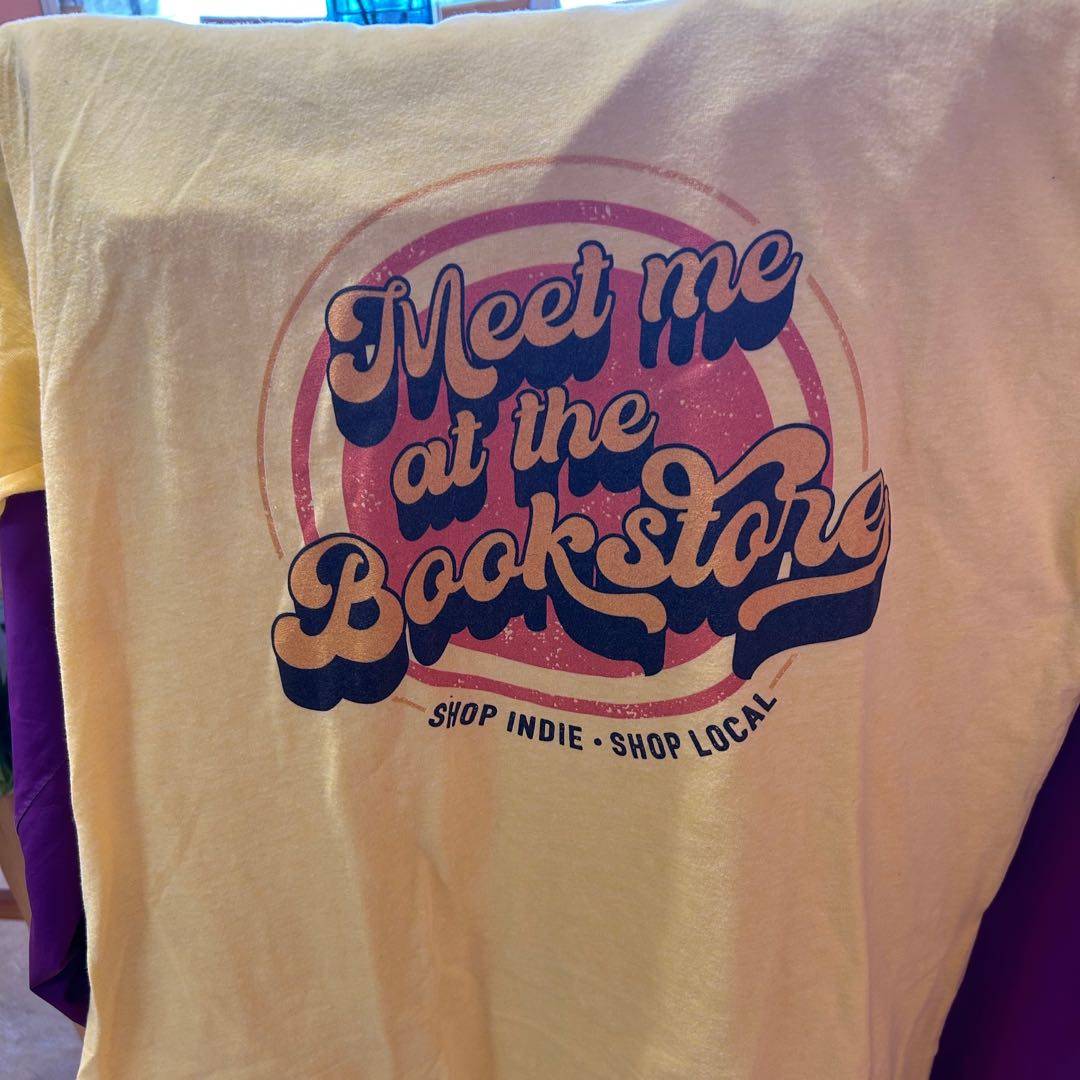 Meet me
at the
Bookstore
SHOP INDIE • SHOP LOCAL